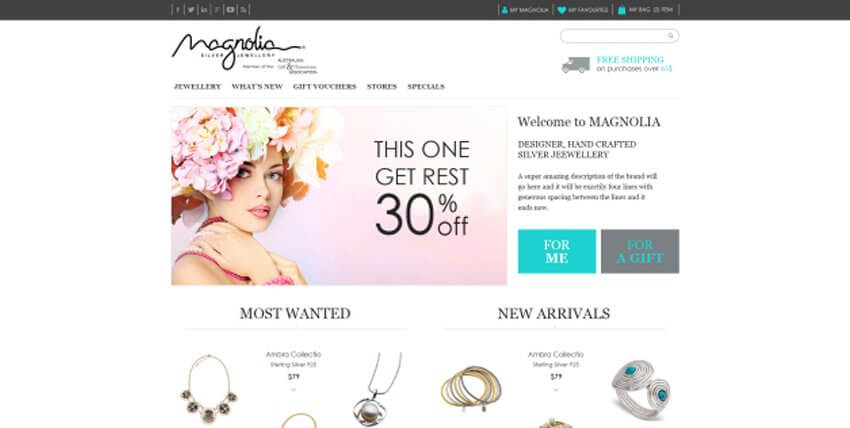 MY MAGNOLIA
MY FAVOURITES
MY BAG (2) ITEM
Magnolia
SILVER JEWELLERY
Member of the
AUSTRALIAN
Gift & Homewares
ASSOCIATION
FREE SHIPPING
on purchases over
JEWELLERY
WHAT'S NEW
GIFT VOUCHERS
STORES
SPECIALS
THIS ONE
GET REST
30% off
Welcome to MAGNOLIA
DESIGNER, HAND CRAFTED
SILVER JEEWELLERY
A super amazing description of the brand will
go here and it will be exactily four lines with
generous spacing between the lines and it
ends now.
FOR
ME
FOR
A GIFT
MOST WANTED
NEW ARRIVALS
Ambra Collectio
Sterling Silver 925
$79
Ambra Collectio
Sterling Silver 925
$79